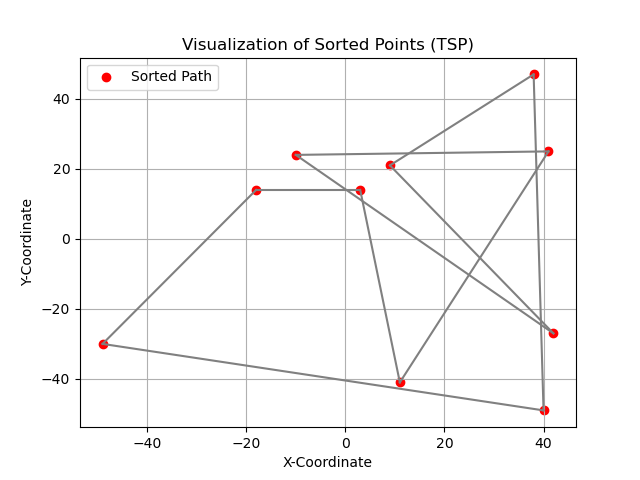 Visualization of Sorted Points (TSP)
Sorted Path
40
20
0
−20
−40
Y-Coordinate
−40
−20
0
20
40
X-Coordinate